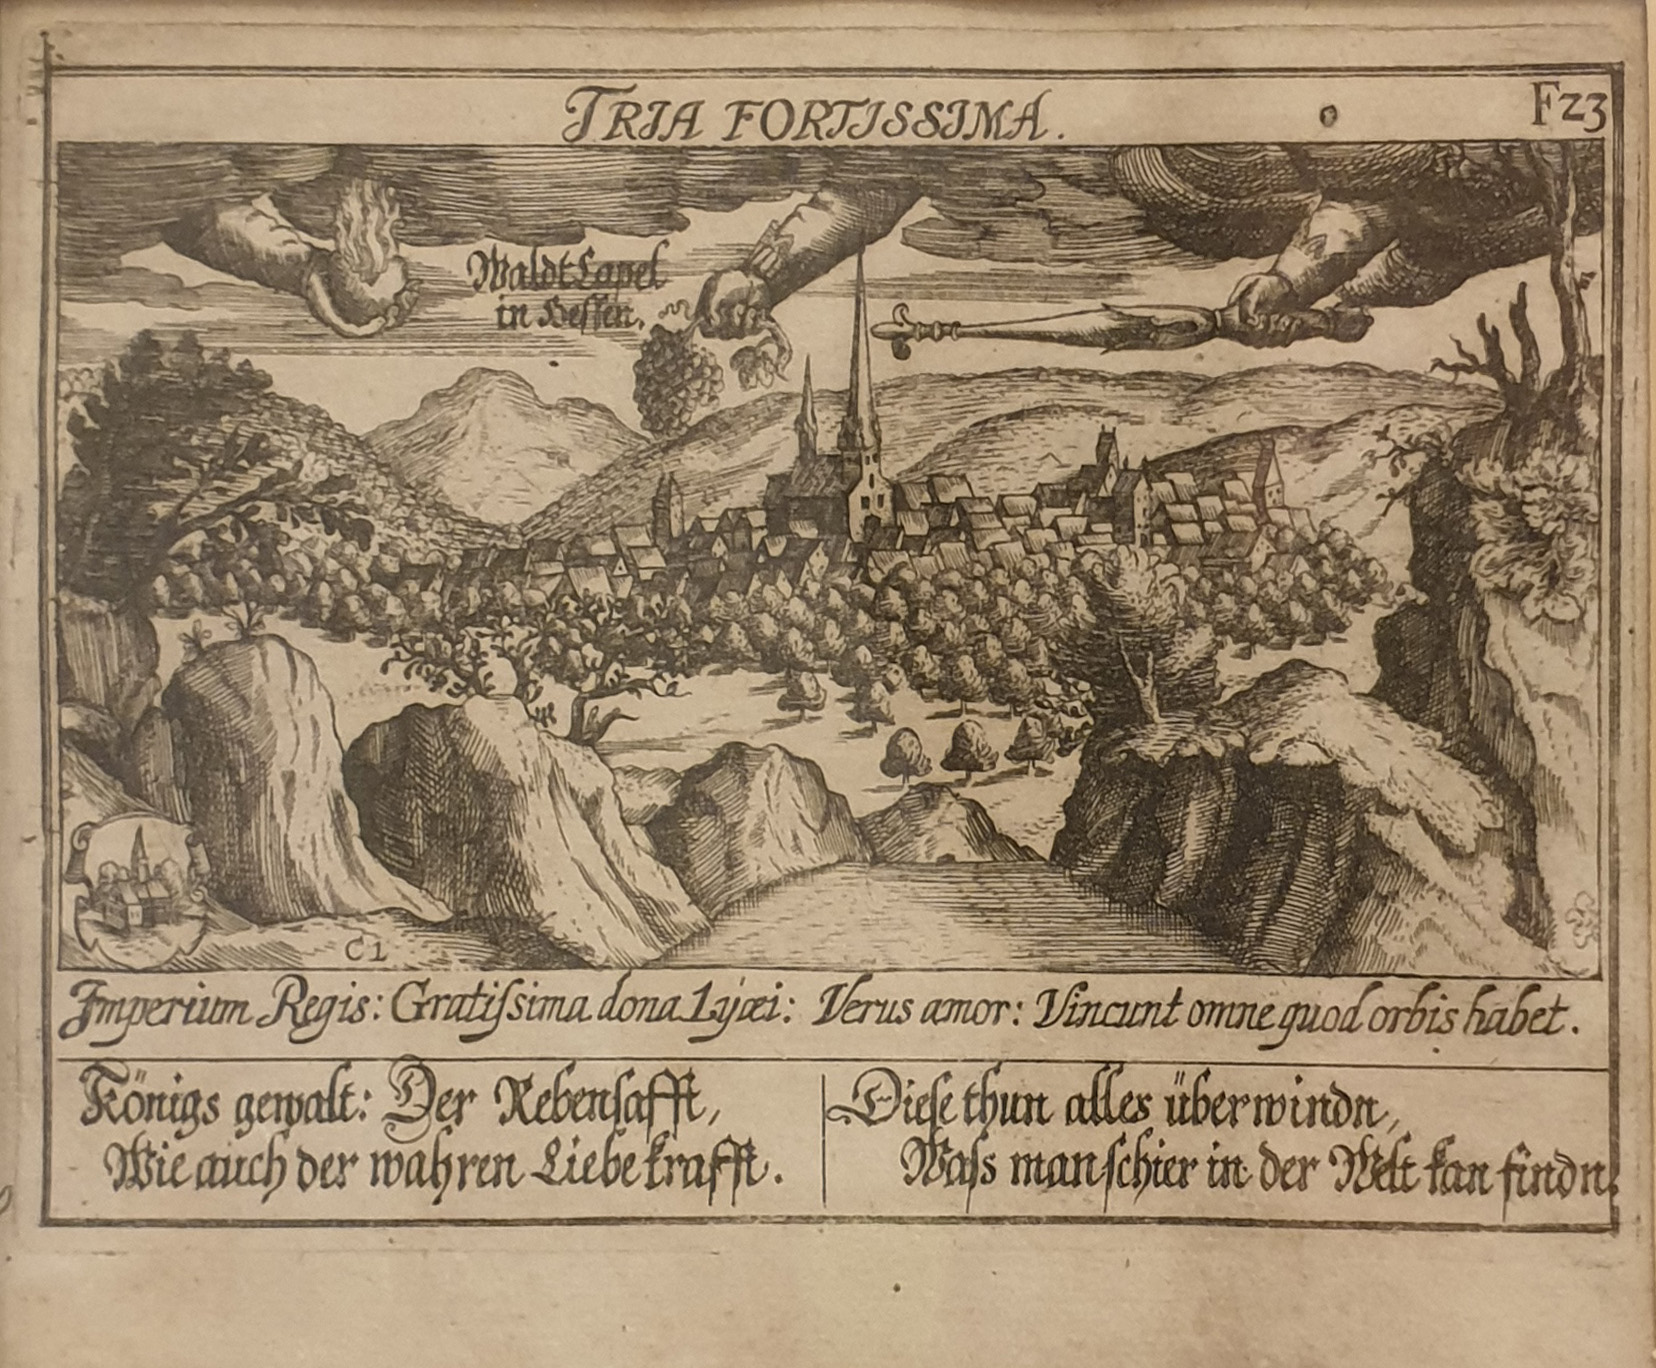 TRIA FORTISSIMA.
F23
Waldt Capel
in Hessen.
C1
Imperium Regis: Gratiſsima dona Lyæi: Verus amor: Vincunt omne quod orbis habet.
Königs gewalt: Der Rebenſafft,
Wie auch der wahren Liebe krafft.
Dieſe thun alles überwindn,
Waſs man ſchier in der Welt kan findn.